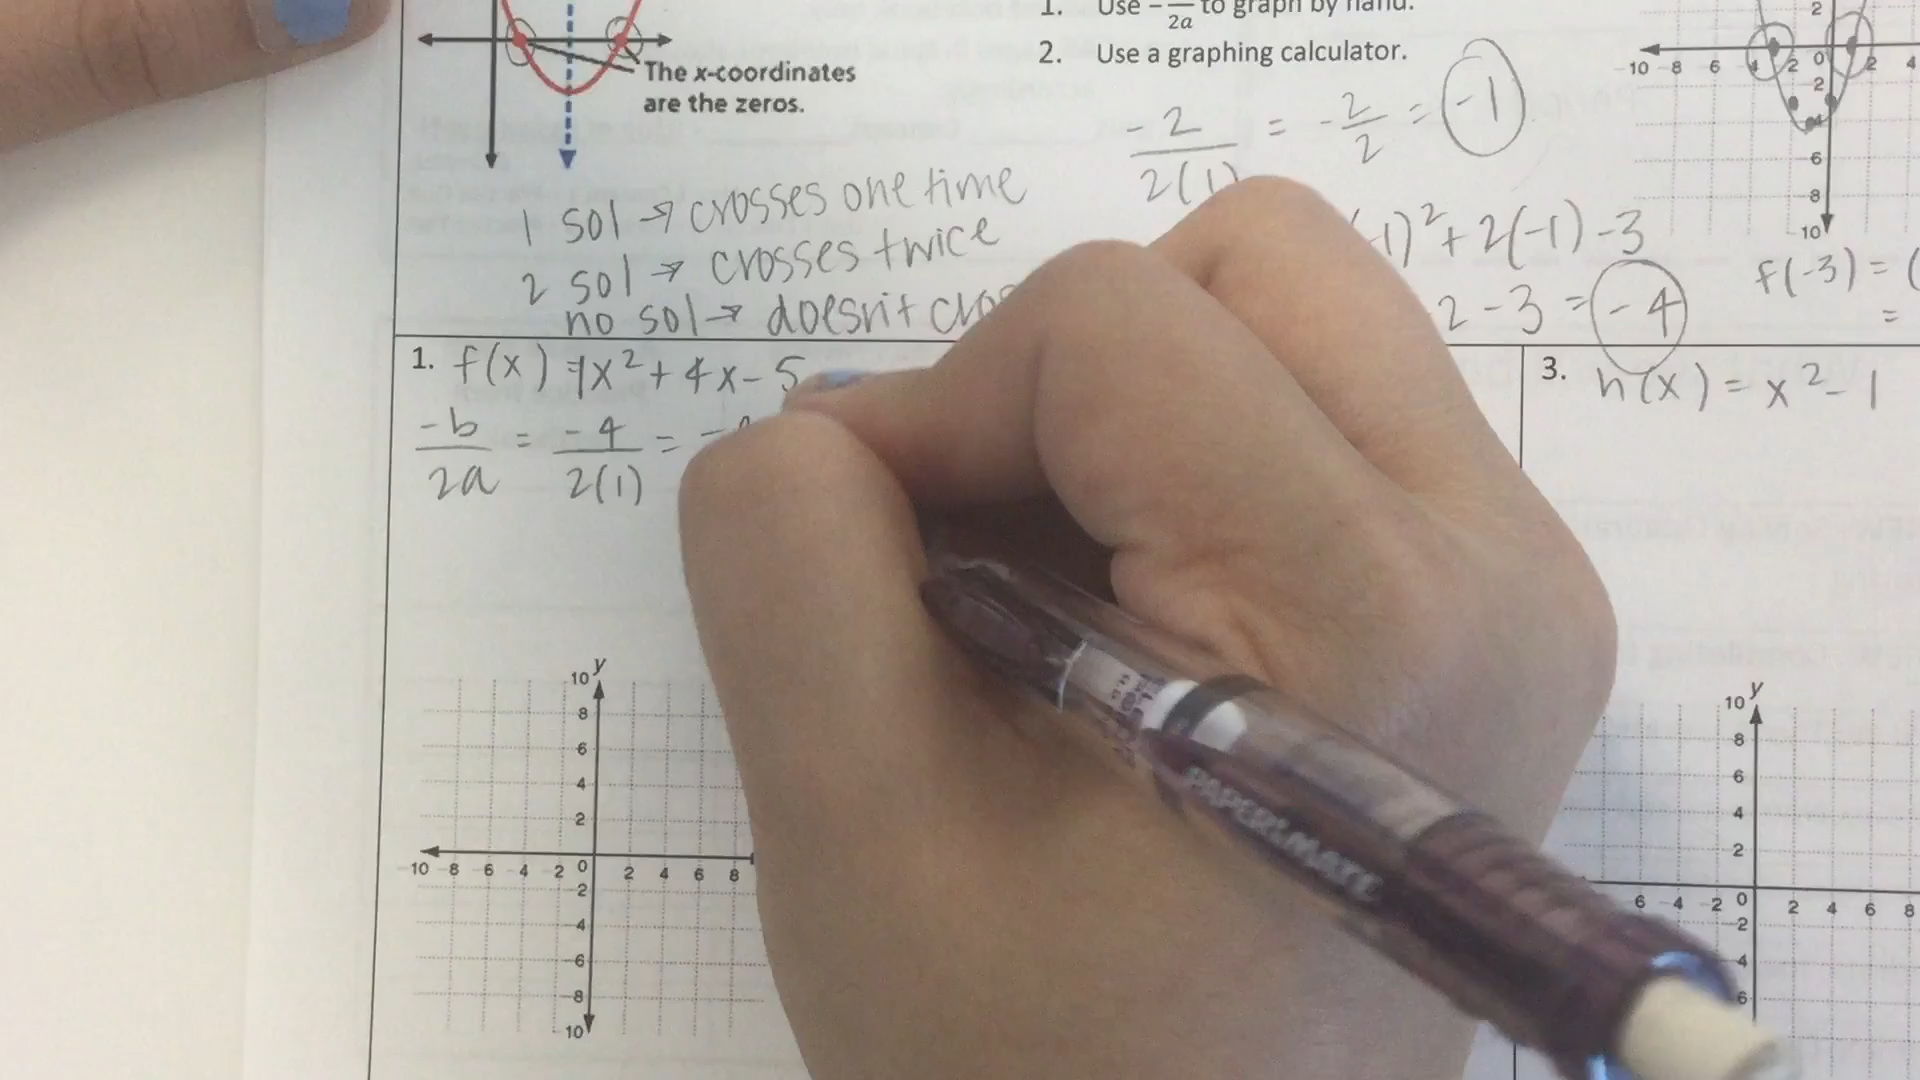 The x-coordinates
are the zeros.
1. Use - / 2a to graph by hand.
2. Use a graphing calculator.
-2 / 2(1) = -2/2 = -1
-1)² + 2(-1) - 3
2 - 3 = -4
f(-3) = (
=
1 sol → crosses one time
2 sol → crosses twice
no sol → doesn't
1. f(x) = 1x² + 4x - 5
-b / 2a = -4 / 2(1) = -
3. h(x) = x² - 1
2
-10 -8 6 4 2 0 2 4
2
-4
-6
-8
10
10 y
8
6
4
2
-10 -8 6 -4 -2 0 2 4 6 8
-2
-4
-6
-8
10
10 y
8
6
4
2
6 -4 -2 0 2 4 6 8
-2
4
6
PAPER:MATE